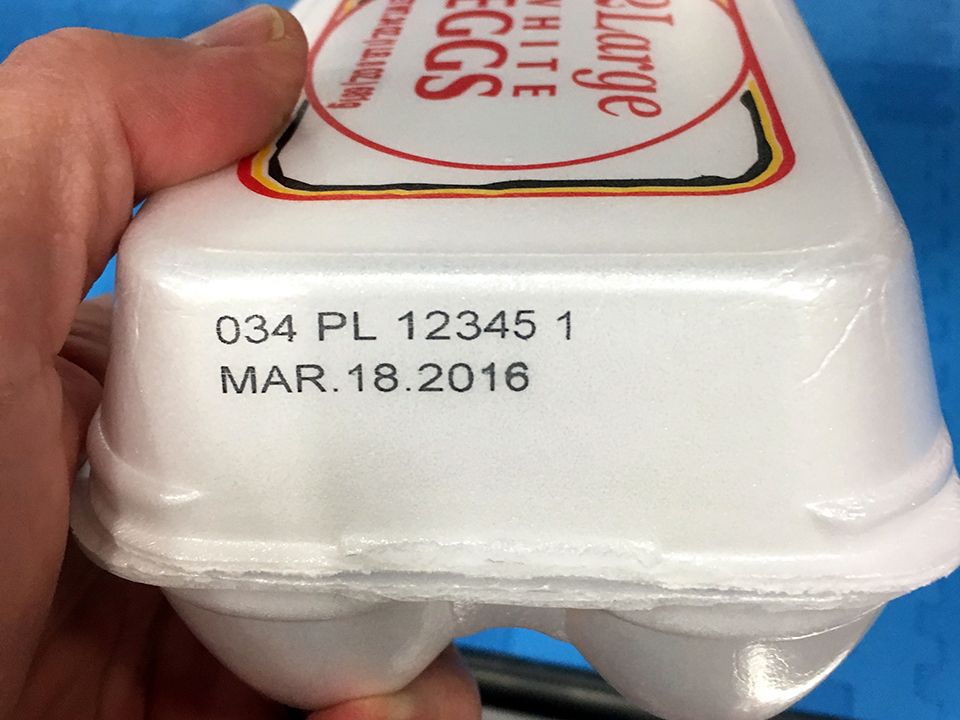 Large
WHITE
EGGS
034 PL 12345 1
MAR.18.2016